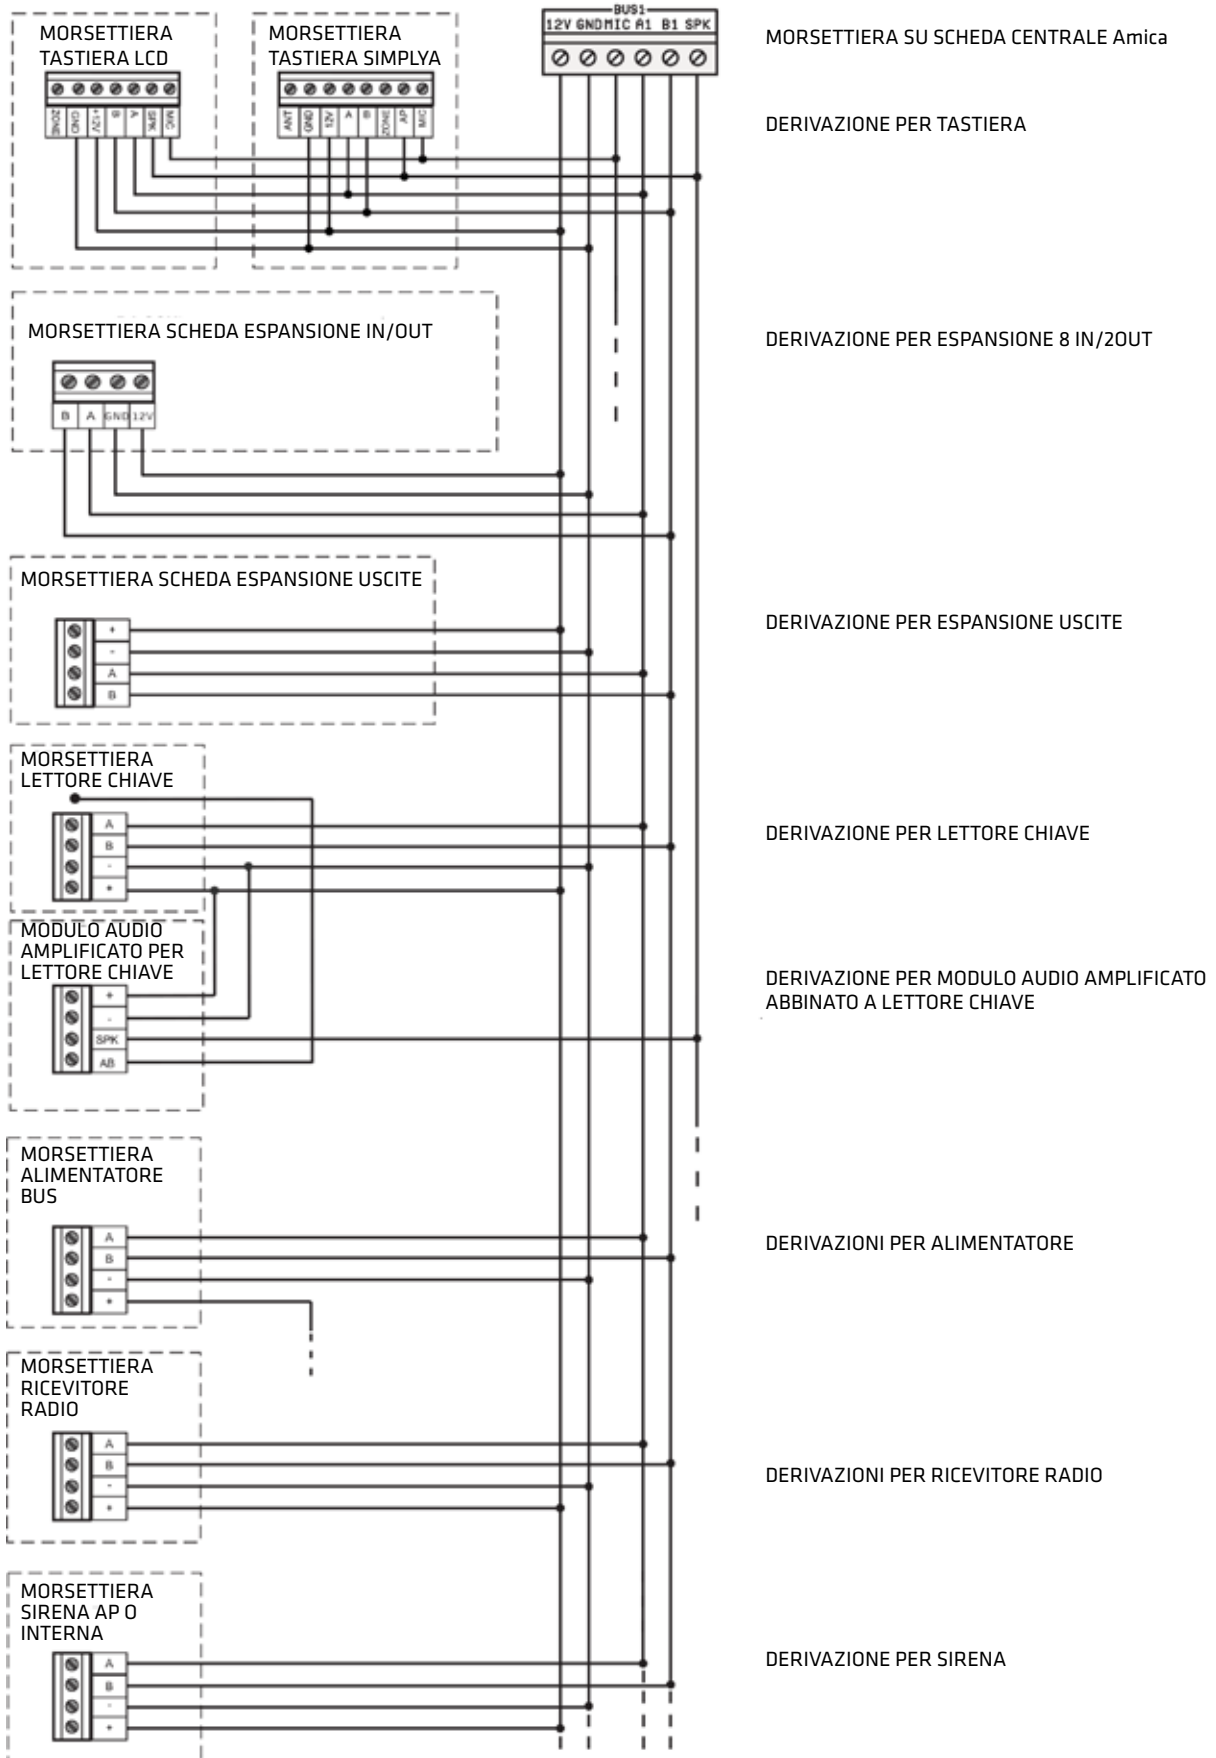 BUS1
12V GND MIC A1 B1 SPK
MORSETTIERA SU SCHEDA CENTRALE Amica
MORSETTIERA
TASTIERA LCD
ZONE GND +12V B A SPK MIC
MORSETTIERA
TASTIERA SIMPLYA
ANT GND 12V A B ZONE AP MIC
DERIVAZIONE PER TASTIERA
MORSETTIERA SCHEDA ESPANSIONE IN/OUT
B A GND 12V
DERIVAZIONE PER ESPANSIONE 8 IN/2OUT
MORSETTIERA SCHEDA ESPANSIONE USCITE
+
-
A
B
DERIVAZIONE PER ESPANSIONE USCITE
MORSETTIERA
LETTORE CHIAVE
A
B
-
+
DERIVAZIONE PER LETTORE CHIAVE
MODULO AUDIO
AMPLIFICATO PER
LETTORE CHIAVE
+
-
SPK
AB
DERIVAZIONE PER MODULO AUDIO AMPLIFICATO
ABBINATO A LETTORE CHIAVE
MORSETTIERA
ALIMENTATORE
BUS
A
B
-
+
DERIVAZIONI PER ALIMENTATORE
MORSETTIERA
RICEVITORE
RADIO
A
B
-
+
DERIVAZIONI PER RICEVITORE RADIO
MORSETTIERA
SIRENA AP O
INTERNA
A
B
-
+
DERIVAZIONE PER SIRENA